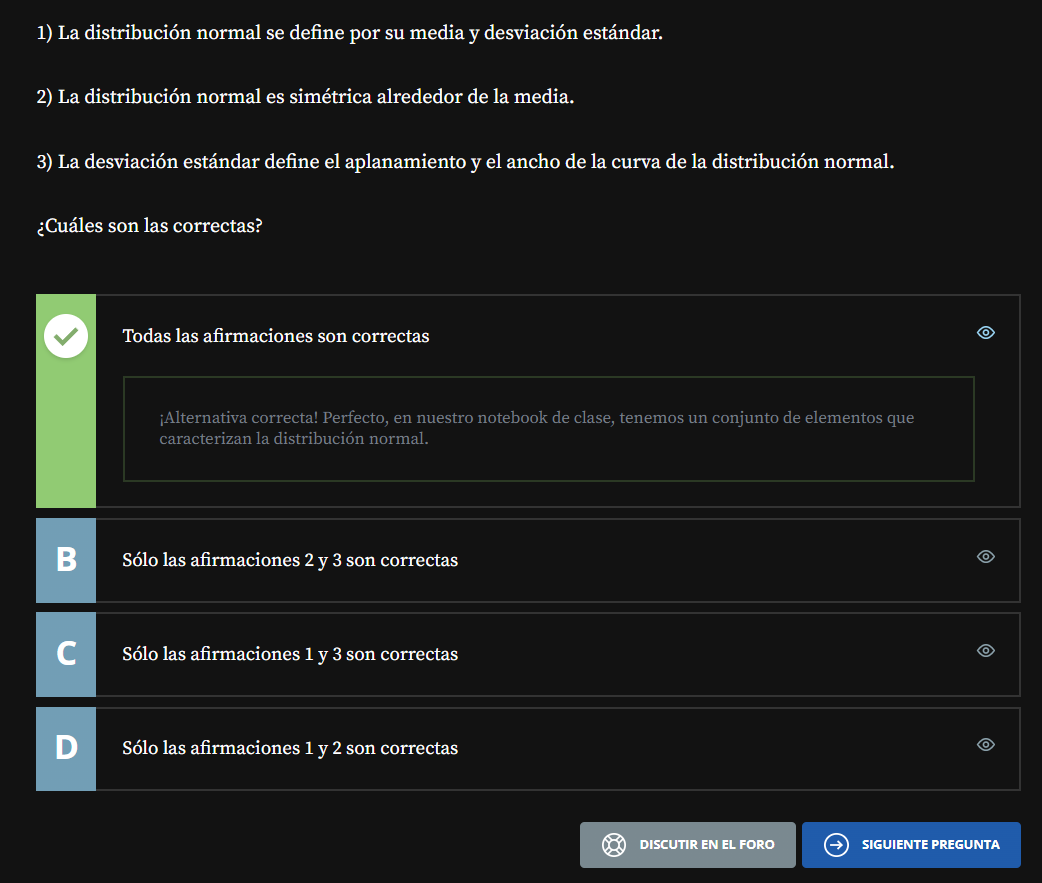 1) La distribución normal se define por su media y desviación estándar.
2) La distribución normal es simétrica alrededor de la media.
3) La desviación estándar define el aplanamiento y el ancho de la curva de la distribución normal.
¿Cuáles son las correctas?
Todas las afirmaciones son correctas
¡Alternativa correcta! Perfecto, en nuestro notebook de clase, tenemos un conjunto de elementos que
caracterizan la distribución normal.
B
Sólo las afirmaciones 2 y 3 son correctas
C
Sólo las afirmaciones 1 y 3 son correctas
D
Sólo las afirmaciones 1 y 2 son correctas
DISCUTIR EN EL FORO
SIGUIENTE PREGUNTA